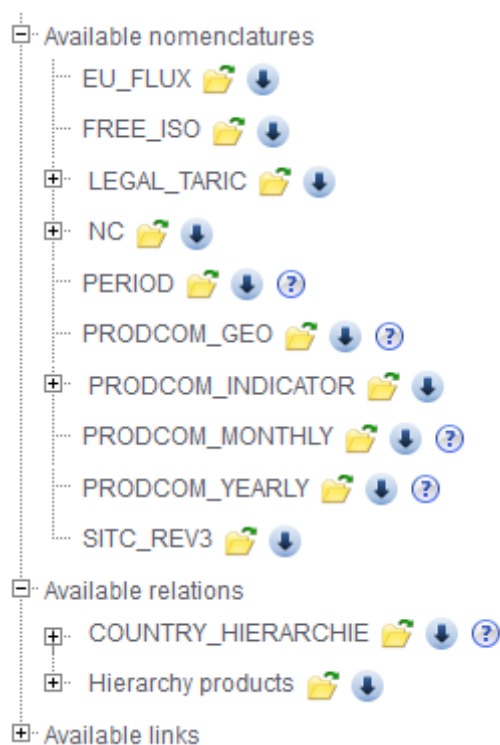 Available nomenclatures
EU_FLUX
FREE_ISO
LEGAL_TARIC
NC
PERIOD ?
PRODCOM_GEO ?
PRODCOM_INDICATOR
PRODCOM_MONTHLY ?
PRODCOM_YEARLY ?
SITC_REV3
Available relations
COUNTRY_HIERARCHIE ?
Hierarchy products
Available links